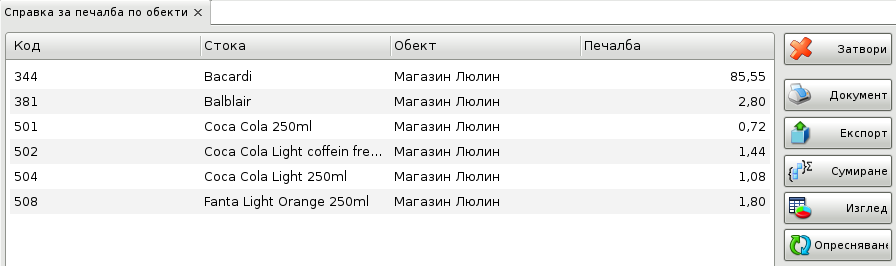 Справка за печалба по обекти
Код Стока Обект Печалба
344 Bacardi Магазин Люлин 85,55
381 Balblair Магазин Люлин 2,80
501 Coca Cola 250ml Магазин Люлин 0,72
502 Coca Cola Light coffein fre... Магазин Люлин 1,44
504 Coca Cola Light 250ml Магазин Люлин 1,08
508 Fanta Light Orange 250ml Магазин Люлин 1,80
Затвори
Документ
Експорт
Сумиране
Изглед
Опресняване